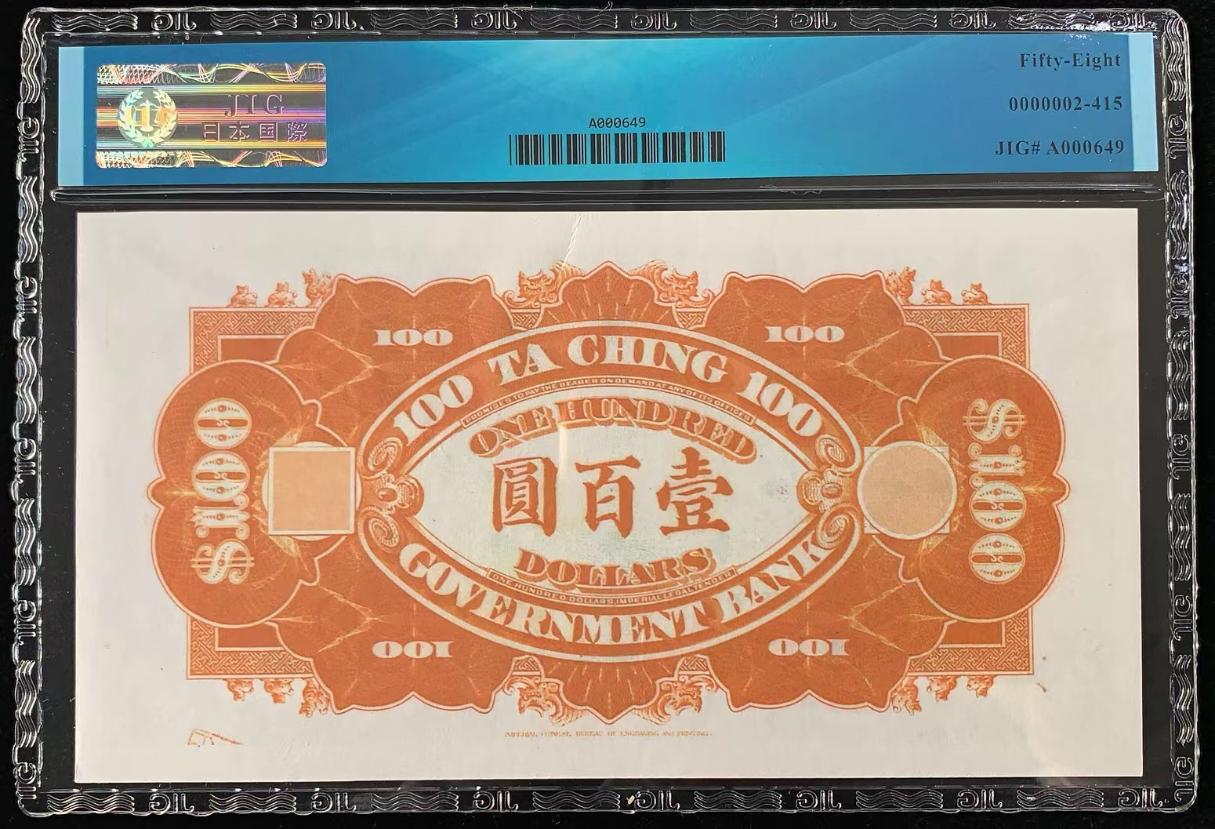 JIG
日本国際
A000649
Fifty-Eight
0000002-415
JIG# A000649
100
100
100 TA CHING 100
PROMISES TO PAY THE BEARER ON DEMAND AT ANY OF ITS OFFICES
ONE HUNDRED
圓百壹
$100
$100
DOLLARS
ONE HUNDRED DOLLARS IMPERIAL LEGAL TENDER
GOVERNMENT BANK
100
100
IMPERIAL CHINESE BUREAU OF ENGRAVING AND PRINTING.